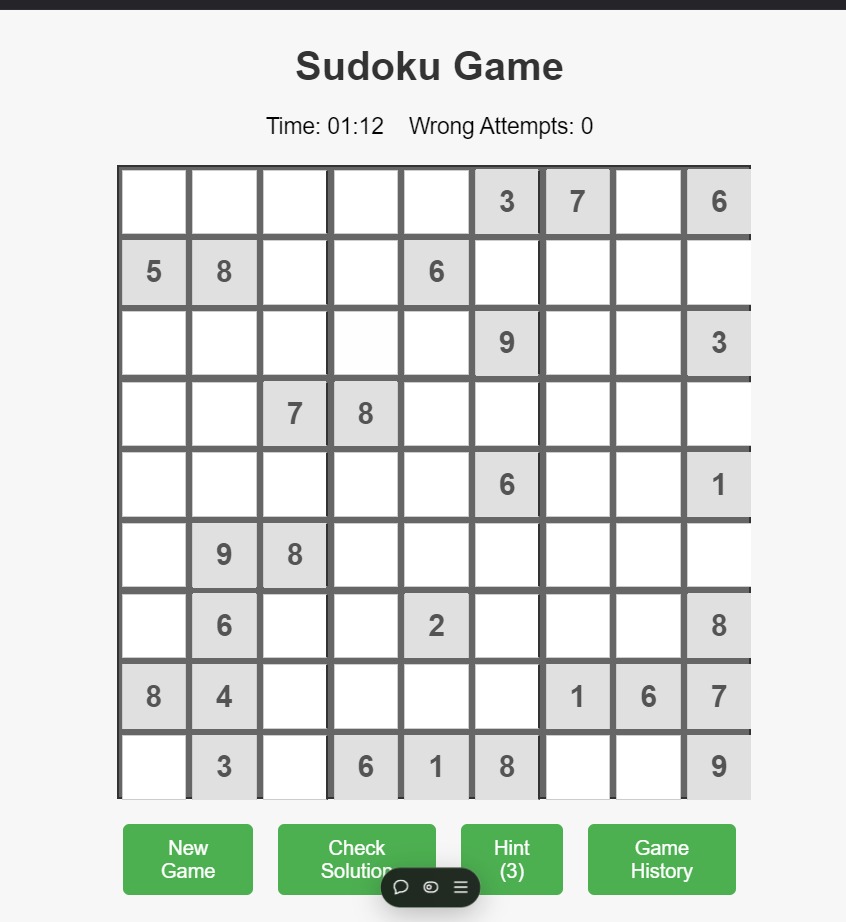 Sudoku Game
Time: 01:12 Wrong Attempts: 0
3 7 6
5 8 6
9 3
7 8
6 1
9 8
6 2 8
8 4 1 6 7
3 6 1 8 9
New Game
Check Solution
Hint (3)
Game History